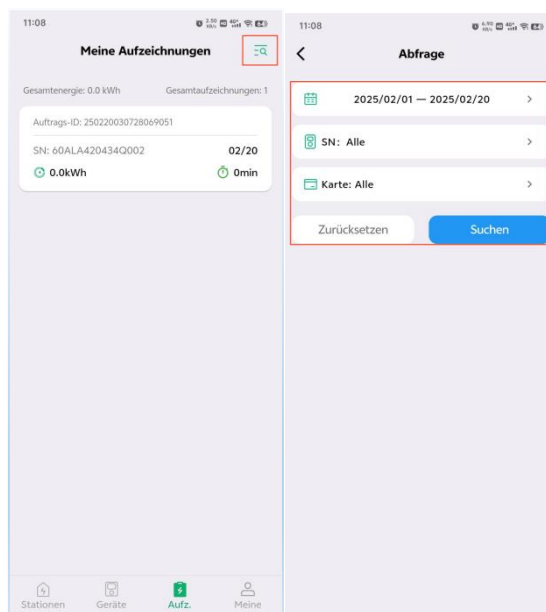 11:08
Meine Aufzeichnungen
Gesamtenergie: 0.0 kWh Gesamtaufzeichnungen: 1
Auftrags-ID: 250220030728069051
SN: 60ALA420434Q002 02/20
0.0kWh 0min
Stationen Geräte Aufz. Meine
11:08
Abfrage
2025/02/01 — 2025/02/20
SN: Alle
Karte: Alle
Zurücksetzen Suchen